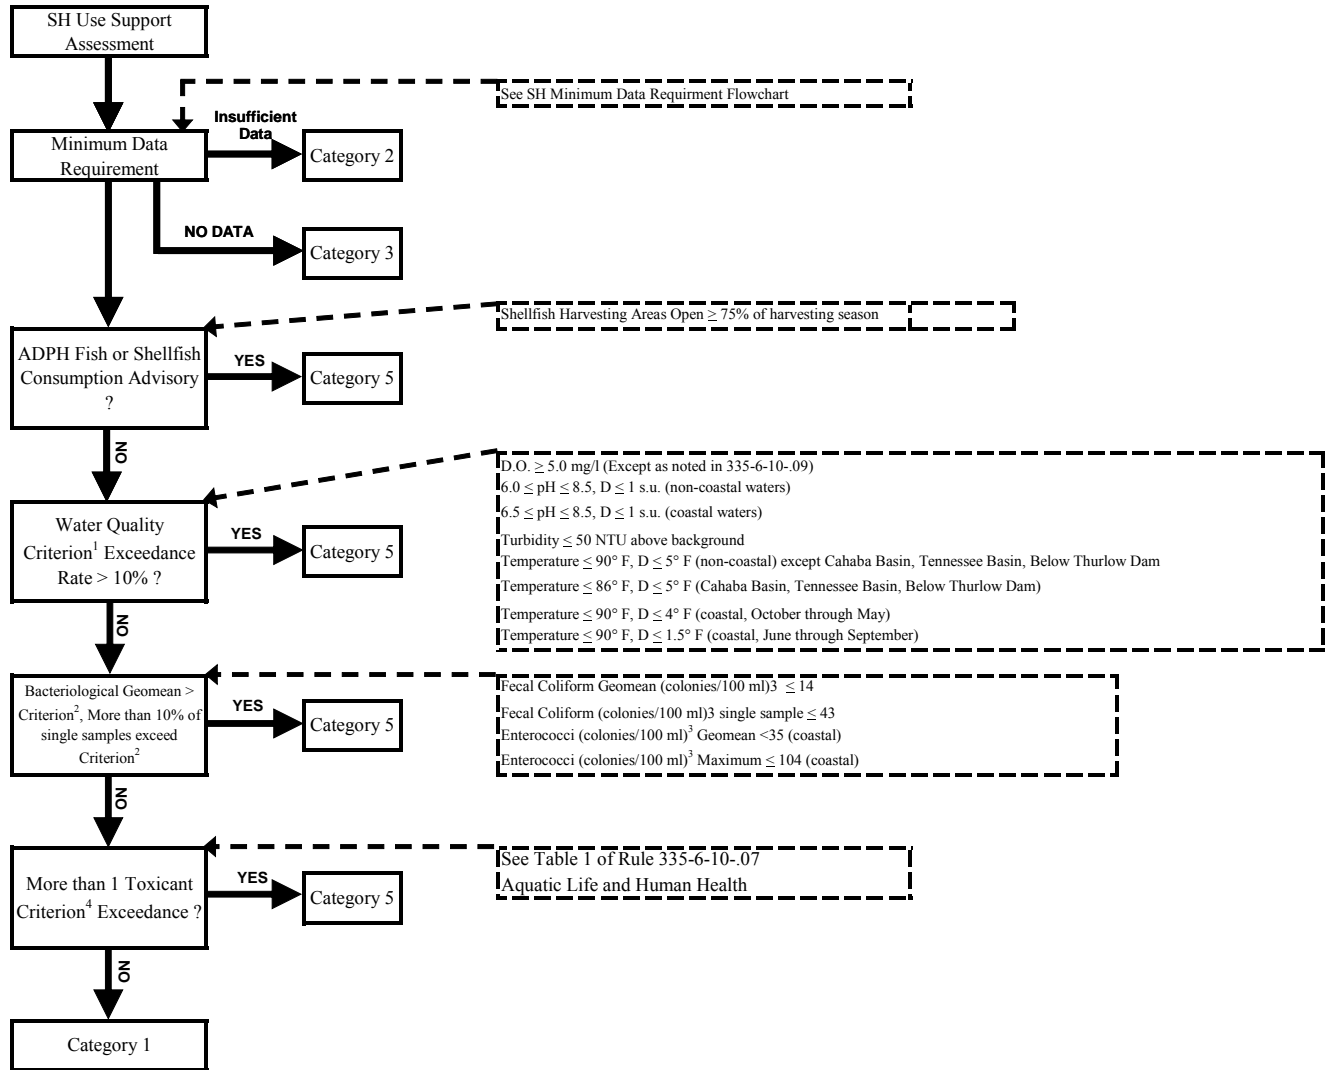 SH Use Support
Assessment
See SH Minimum Data Requirment Flowchart
Insufficient
Data
Minimum Data
Requirement
Category 2
NO DATA
Category 3
Shellfish Harvesting Areas Open ≥ 75% of harvesting season
ADPH Fish or Shellfish
Consumption Advisory
?
YES
Category 5
NO
D.O. ≥ 5.0 mg/l (Except as noted in 335-6-10-.09)
6.0 ≤ pH ≤ 8.5, D ≤ 1 s.u. (non-coastal waters)
6.5 ≤ pH ≤ 8.5, D ≤ 1 s.u. (coastal waters)
Turbidity ≤ 50 NTU above background
Temperature ≤ 90° F, D ≤ 5° F (non-coastal) except Cahaba Basin, Tennessee Basin, Below Thurlow Dam
Temperature ≤ 86° F, D ≤ 5° F (Cahaba Basin, Tennessee Basin, Below Thurlow Dam)
Temperature ≤ 90° F, D ≤ 4° F (coastal, October through May)
Temperature ≤ 90° F, D ≤ 1.5° F (coastal, June through September)
Water Quality
Criterion¹ Exceedance
Rate > 10% ?
YES
Category 5
NO
Fecal Coliform Geomean (colonies/100 ml)3 ≤ 14
Fecal Coliform (colonies/100 ml)3 single sample ≤ 43
Enterococci (colonies/100 ml)³ Geomean <35 (coastal)
Enterococci (colonies/100 ml)³ Maximum ≤ 104 (coastal)
Bacteriological Geomean >
Criterion², More than 10% of
single samples exceed
Criterion²
YES
Category 5
NO
See Table 1 of Rule 335-6-10-.07
Aquatic Life and Human Health
More than 1 Toxicant
Criterion⁴ Exceedance ?
YES
Category 5
NO
Category 1